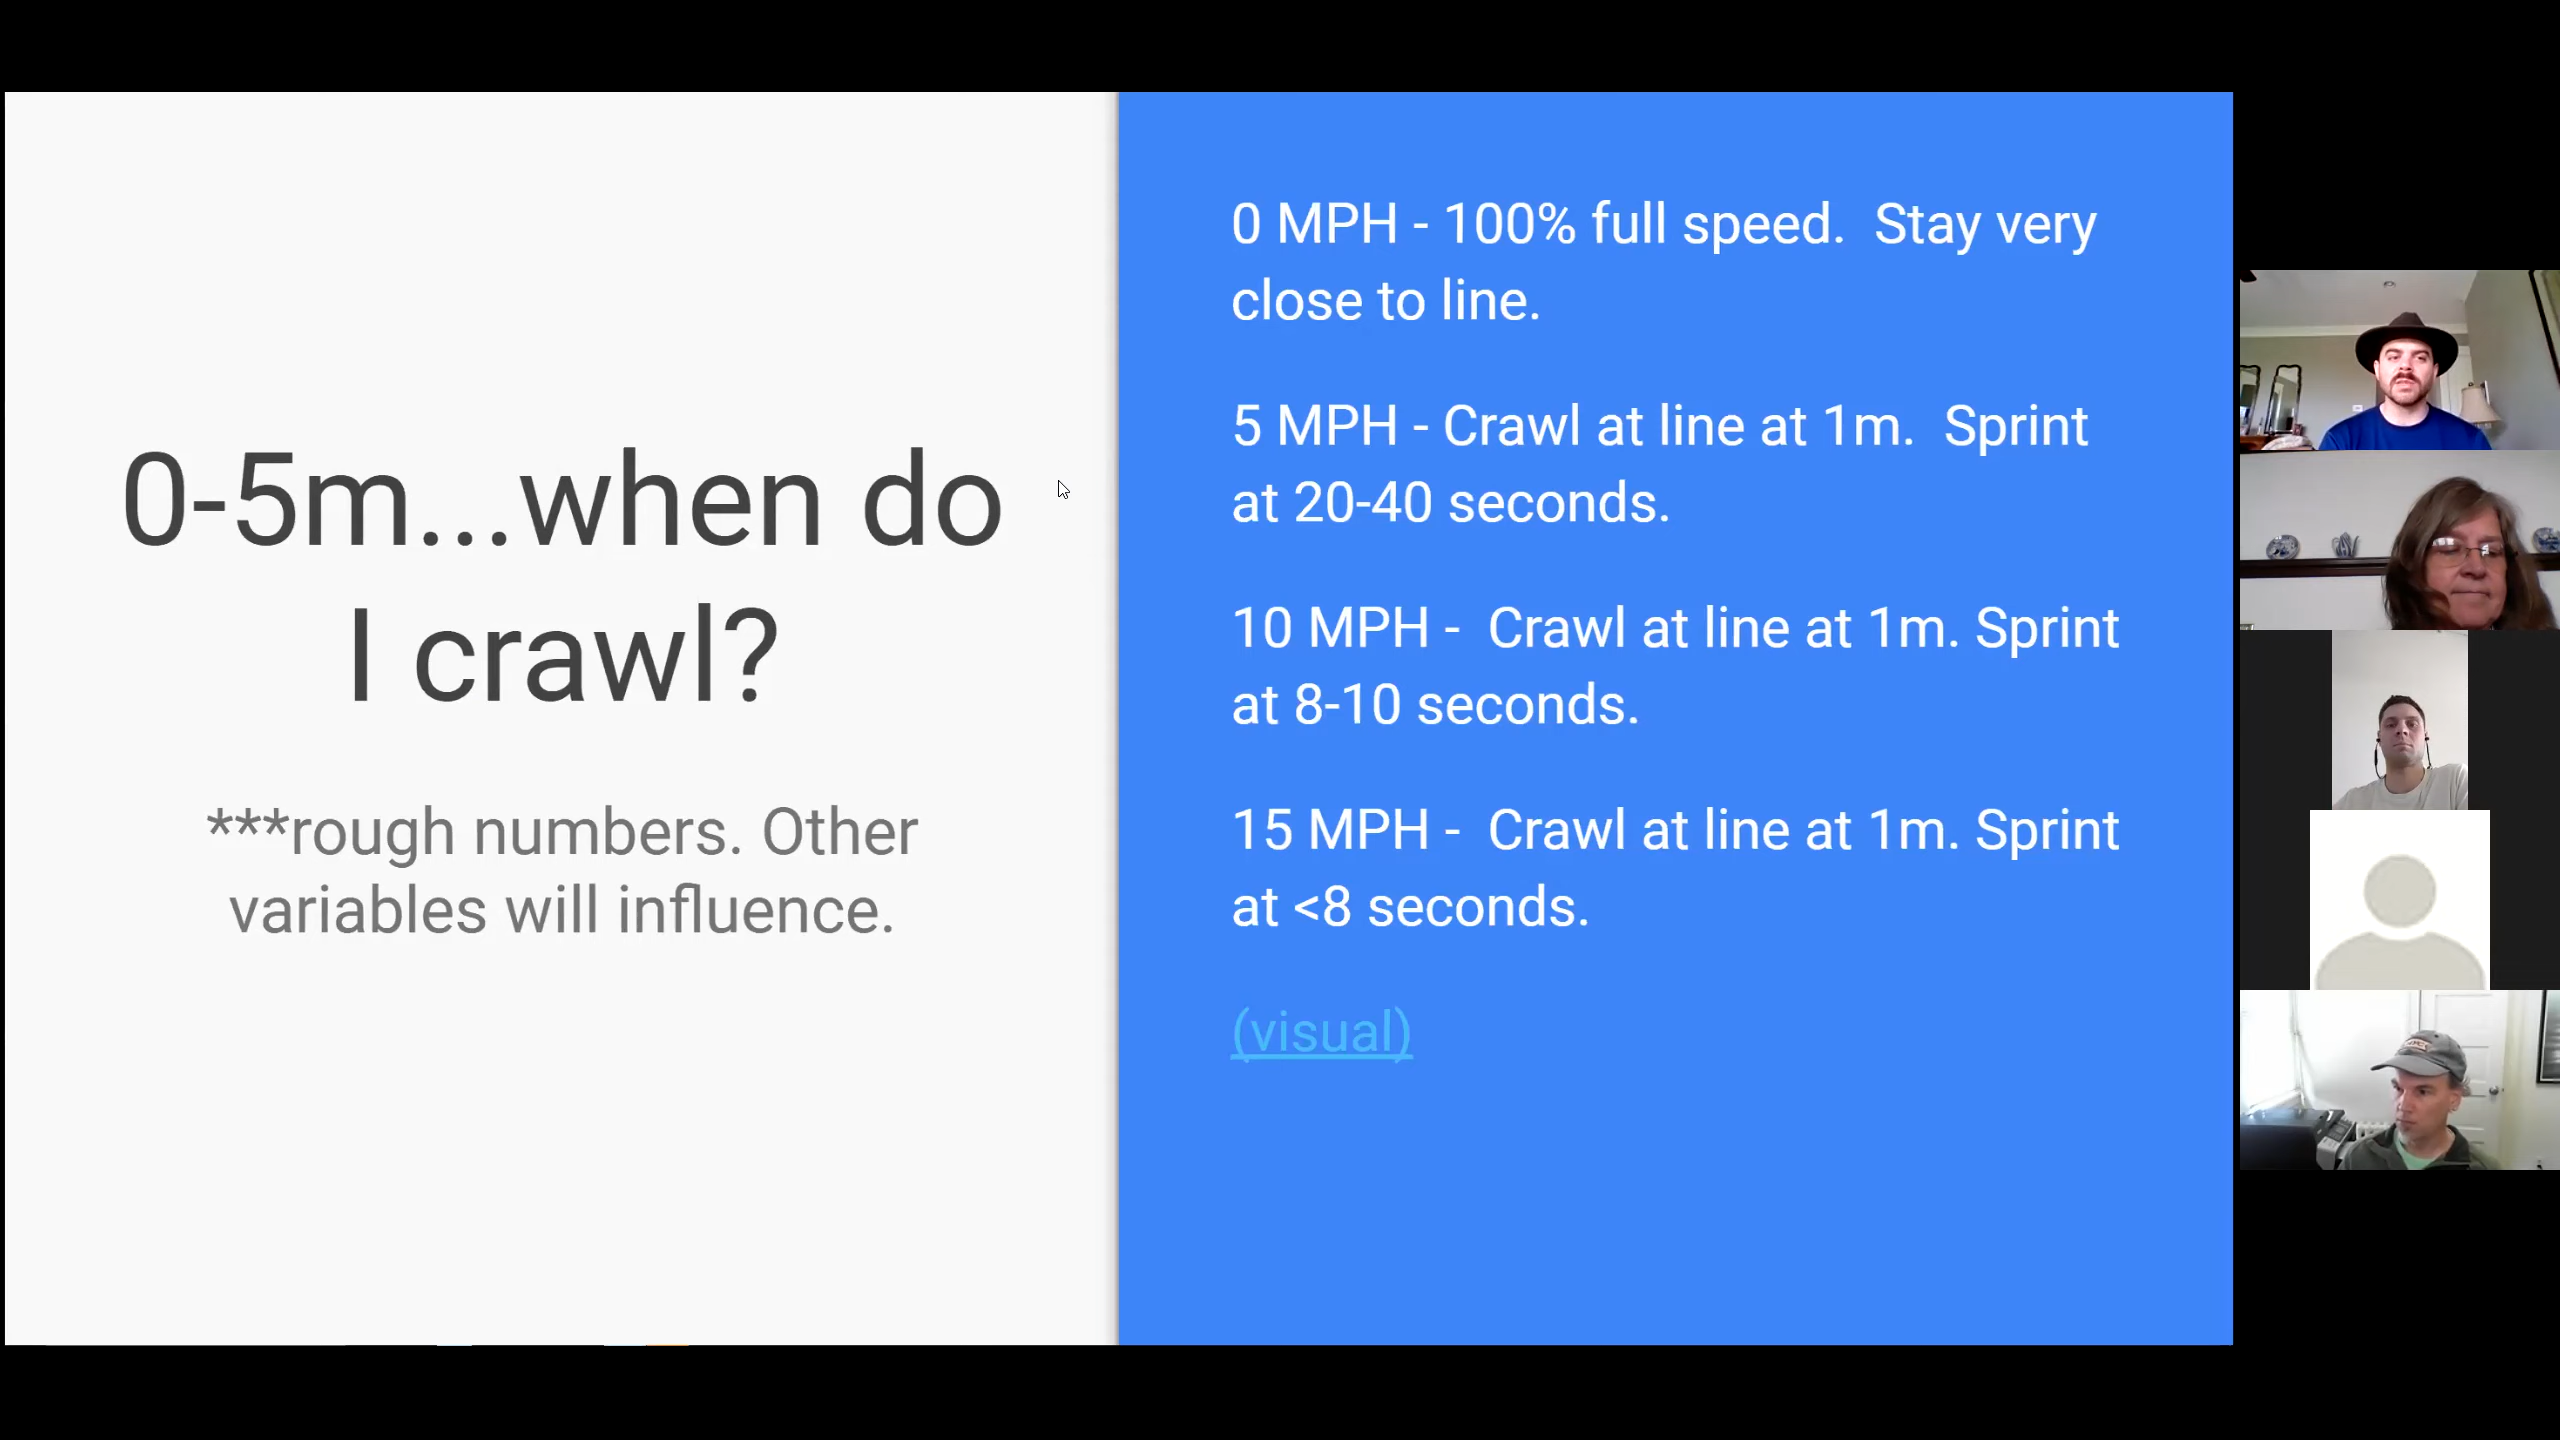 0-5m...when do
I crawl?
***rough numbers. Other
variables will influence.
0 MPH - 100% full speed.  Stay very
close to line.
5 MPH - Crawl at line at 1m.  Sprint
at 20-40 seconds.
10 MPH -  Crawl at line at 1m. Sprint
at 8-10 seconds.
15 MPH -  Crawl at line at 1m. Sprint
at <8 seconds.
(visual)